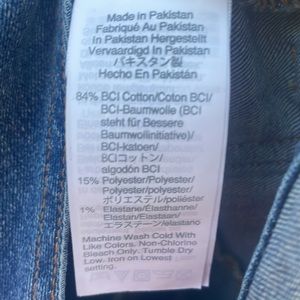 Made in Pakistan
Fabriqué Au Pakistan
In Pakistan Hergestellt
Vervaardigd In Pakistan
パキスタン製
Hecho En Pakistán
84% BCI Cotton/Coton BCI/
BCI-Baumwolle (BCI
steht für Bessere
Baumwollinitiative)/
BCI-katoen/
BCIコットン/
algodón BCI
15% Polyester/Polyester/
Polyester/polyester/
ポリエステル/poliéster
1% Elastane/Élasthanne/
Elastan/Elastaan/
エラステーン/elastano
Machine Wash Cold With
Like Colors. Non-Chlorine
Bleach Only. Tumble Dry
Low. Iron on Lowest
setting.